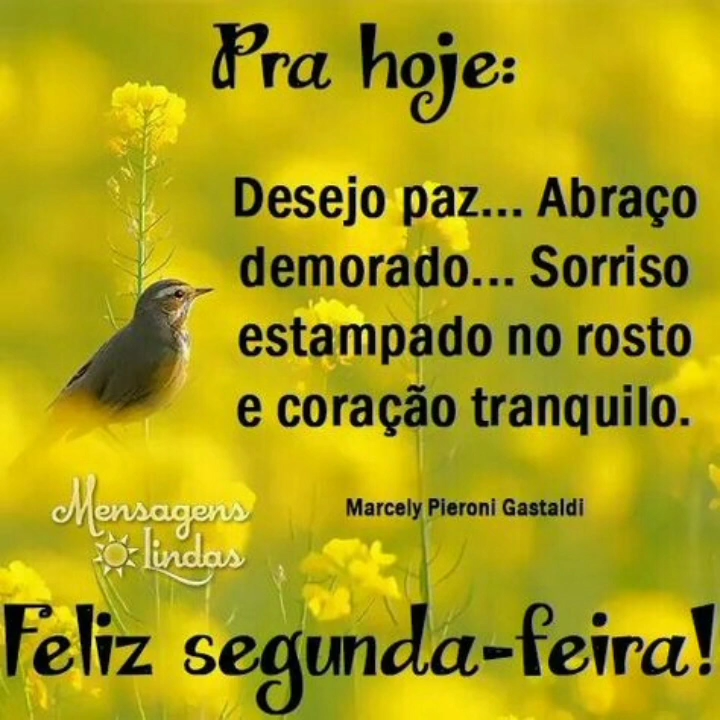 Pra hoje:
Desejo paz... Abraço
demorado... Sorriso
estampado no rosto
e coração tranquilo.
Marcely Pieroni Gastaldi
Mensagens
lindas
Feliz segunda-feira!